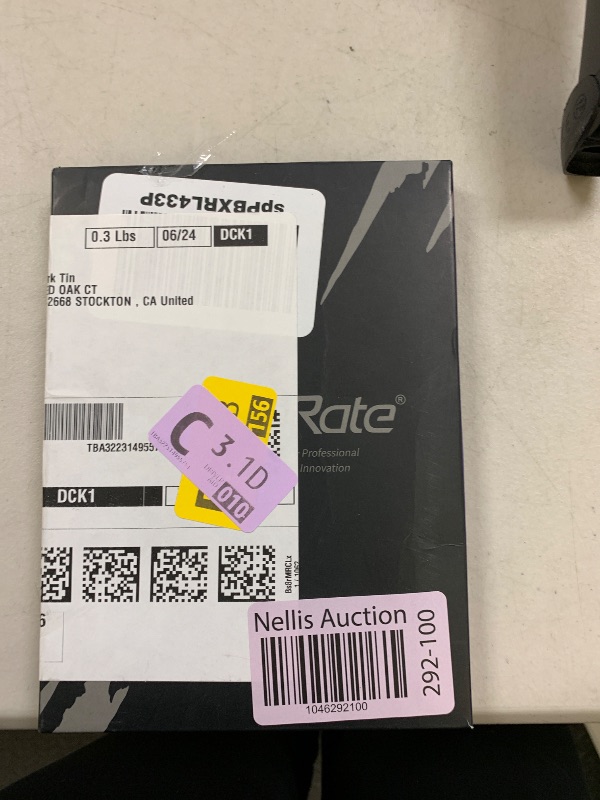 spPBXRL433P
0.3 Lbs 06/24 DCK1
rk Tin
D OAK CT
2668 STOCKTON , CA United
Rate®
Professional
Innovation
156
C 3.1D
010
DCK1
BsGrMRCLx
Nellis Auction
292-100
1046292100